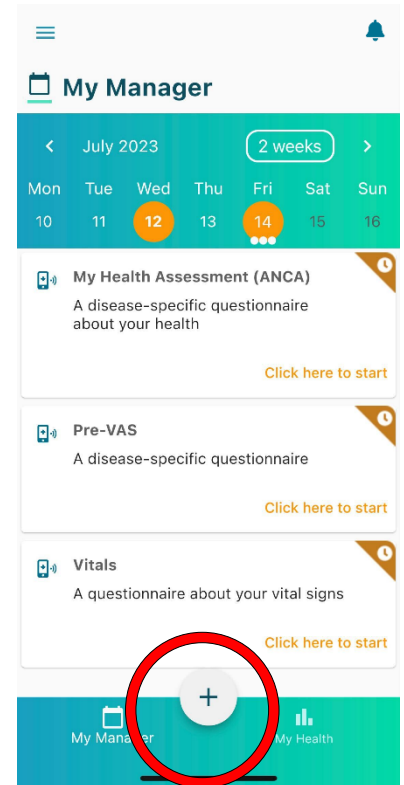 My Manager
July 2023 2 weeks
Mon Tue Wed Thu Fri Sat Sun
10 11 12 13 14 15 16
My Health Assessment (ANCA)
A disease-specific questionnaire
about your health
Click here to start
Pre-VAS
A disease-specific questionnaire
Click here to start
Vitals
A questionnaire about your vital signs
Click here to start
My Manager My Health